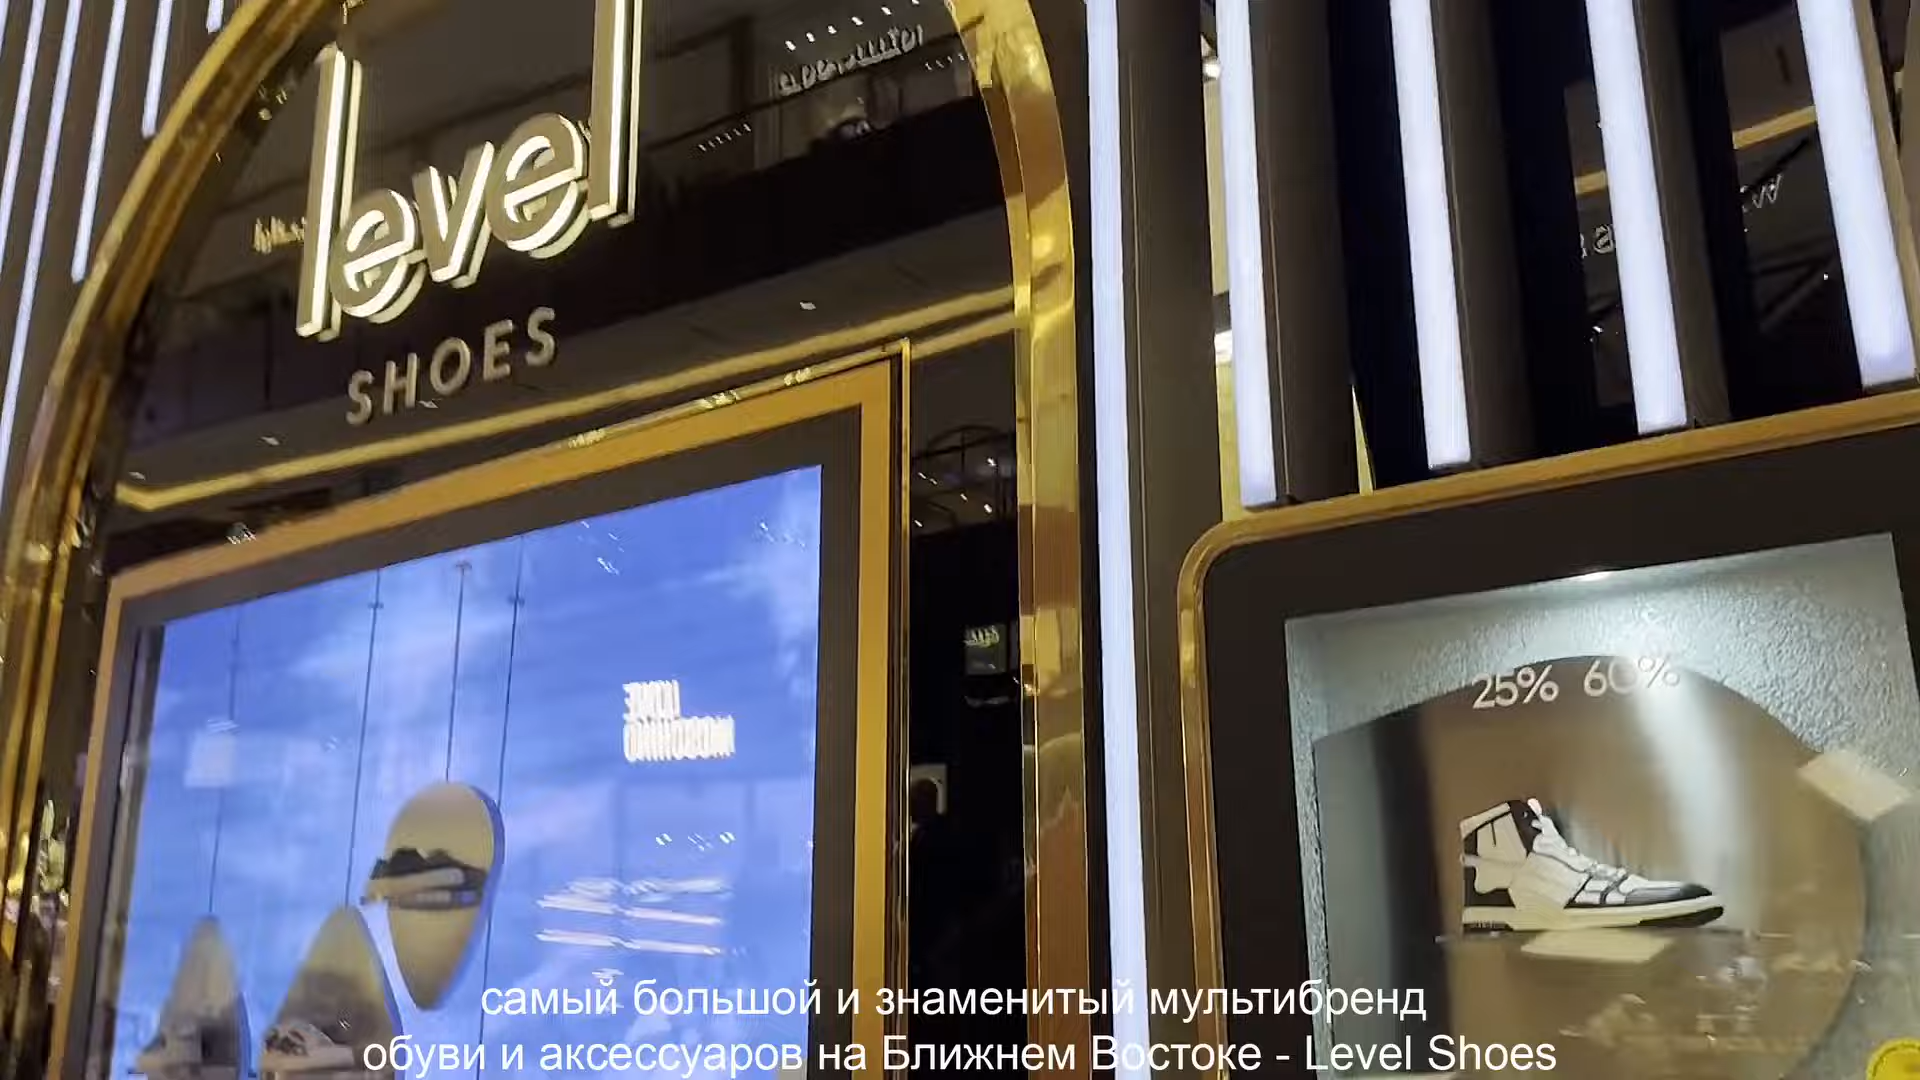 level
SHOES
25% 60%
самый большой и знаменитый мультибренд
обуви и аксессуаров на Ближнем Востоке - Level Shoes